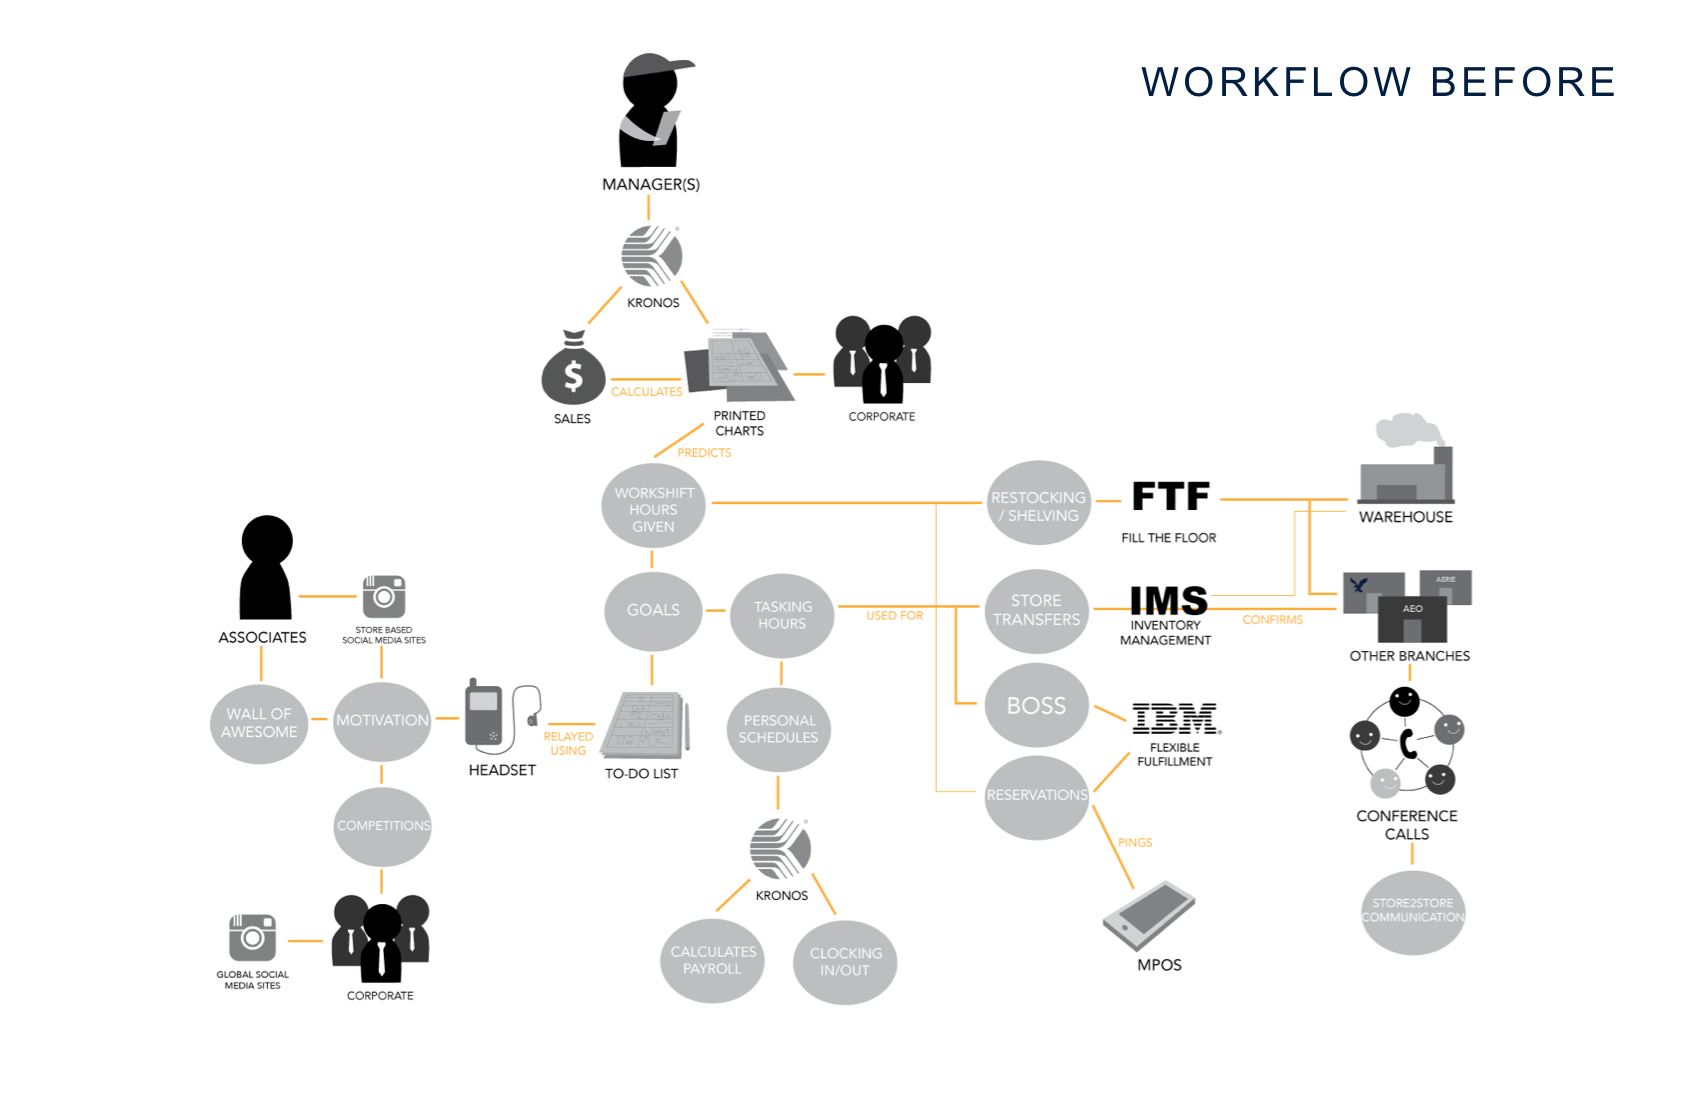 WORKFLOW BEFORE
MANAGER(S)
KRONOS
$
SALES
CALCULATES
PRINTED
CHARTS
CORPORATE
PREDICTS
WORKSHIFT
HOURS
GIVEN
RESTOCKING
/ SHELVING
FTF
FILL THE FLOOR
WAREHOUSE
ASSOCIATES
STORE BASED
SOCIAL MEDIA SITES
GOALS
TASKING
HOURS
USED FOR
STORE
TRANSFERS
IMS
INVENTORY
MANAGEMENT
CONFIRMS
AERIE
AEO
OTHER BRANCHES
WALL OF
AWESOME
MOTIVATION
HEADSET
RELAYED
USING
TO-DO LIST
PERSONAL
SCHEDULES
BOSS
IBM®
FLEXIBLE
FULFILLMENT
RESERVATIONS
PINGS
MPOS
CONFERENCE
CALLS
STORE2STORE
COMMUNICATION
COMPETITIONS
KRONOS
CALCULATES
PAYROLL
CLOCKING
IN/OUT
GLOBAL SOCIAL
MEDIA SITES
CORPORATE